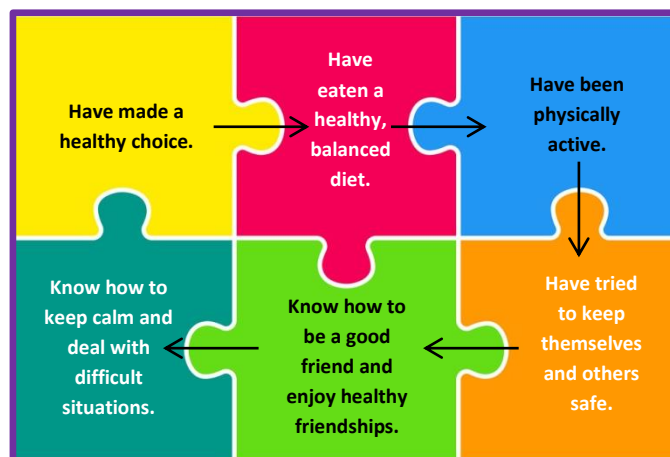 Have made a
healthy choice.
Have
eaten a
healthy,
balanced
diet.
Have been
physically
active.
Have tried
to keep
themselves
and others
safe.
Know how to
be a good
friend and
enjoy healthy
friendships.
Know how to
keep calm and
deal with
difficult
situations.